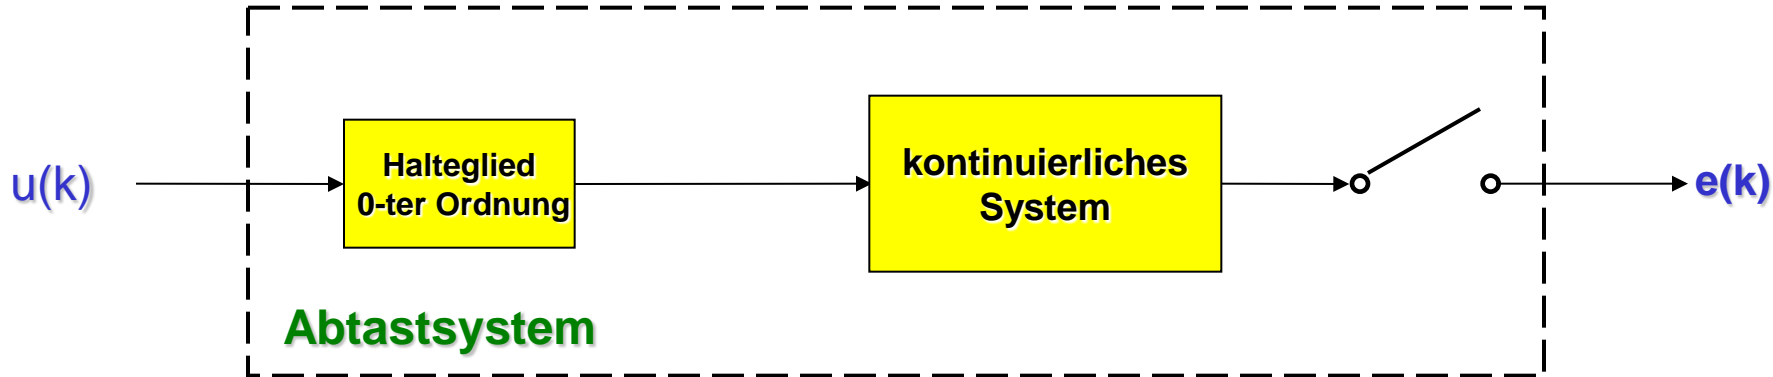 u(k)
Halteglied
0-ter Ordnung
kontinuierliches
System
e(k)
Abtastsystem